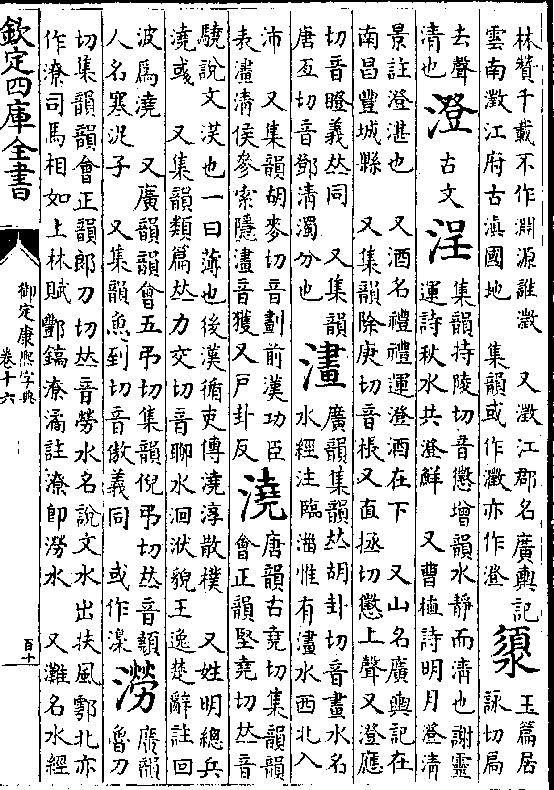 林贊千載不作淵源誰澂 又澂江郡名廣輿記
雲南澂江府古滇國地 集韻或作澂亦作澄
玉篇居
詠切扃
去聲
清也
澄 古文 浧
集韻持陵切音懲增韻水靜而清也謝靈
運詩秋水共澄鮮 又曹植詩明月澄清
景註澄湛也 又酒名禮禮運澄酒在下 又山名廣輿記在
南昌豐城縣 又集韻除庚切音棖又直拯切懲上聲又澄應
切音瞪義𠀤同 又集韻
唐亙切音鄧清濁分也
澅
廣韻集韻𠀤胡卦切音畫水名
水經注臨淄惟有澅水西北入
沛 又集韻胡麥切音劃前漢功臣
表澅清侯參索隱澅音獲又戸卦反
澆
唐韻古堯切集韻韻
會正韻堅堯切𠀤音
驍說文沃也一曰薄也後漢循吏傳澆淳散樸 又姓明總兵
澆彧 又集韻類篇𠀤力交切音聊水洄洑貌王逸楚辭註回
波爲澆 又廣韻韻會五弔切集韻倪弔切𠀤音顤
人名寒浞子 又集韻魚到切音傲義同 或作澡
澇
廣韻
魯刀
切集韻韻會正韻郎刀切𠀤音勞水名說文水出扶風鄠北亦
作潦司馬相如上林賦酆鎬潦潏註潦卽澇水 又灘名水經
欽定四庫全書
御定康熙字典
卷十六
百十